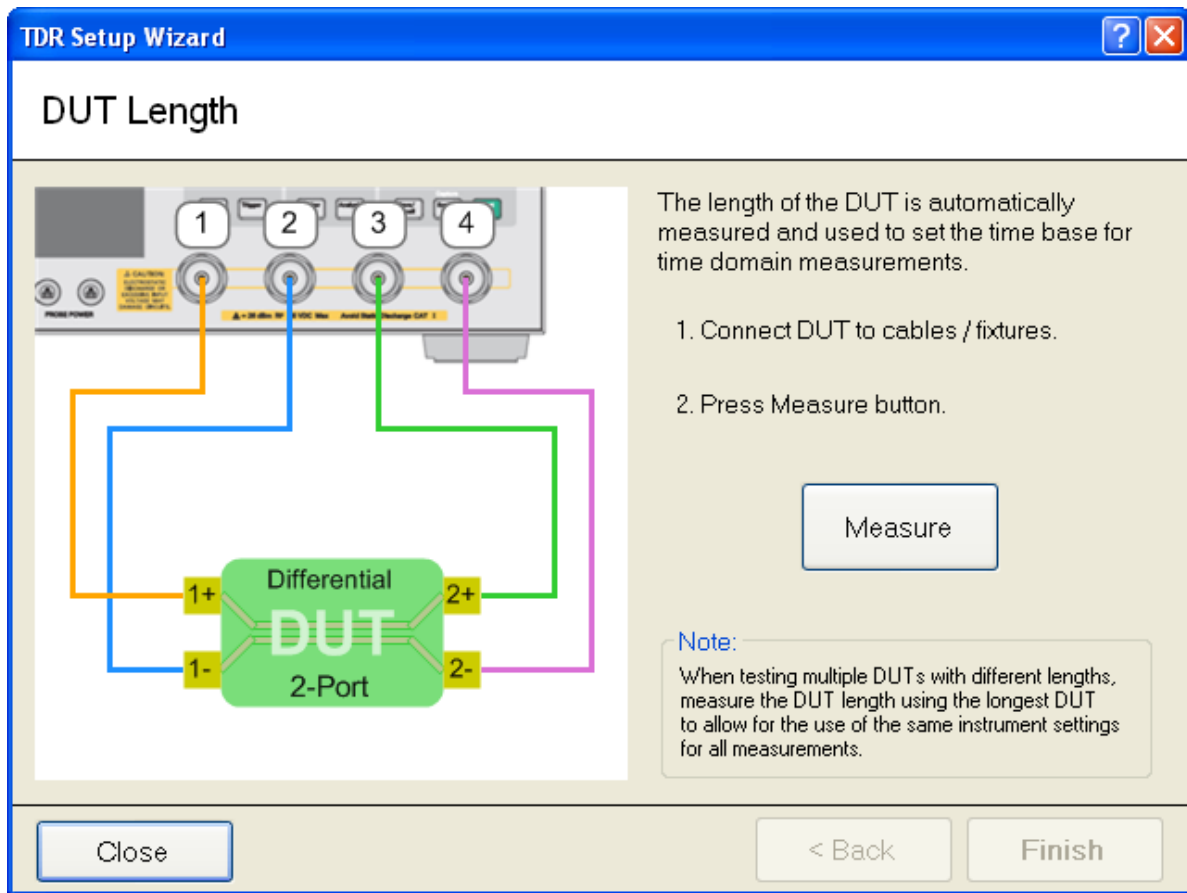 TDR Setup Wizard
?
DUT Length
1 2 3 4
Trigger
PROBE POWER
CAUTION
The length of the DUT is automatically
measured and used to set the time base for
time domain measurements.
1. Connect DUT to cables / fixtures.
2. Press Measure button.
Measure
1+
1-
Differential
DUT
2-Port
2+
2-
Note:
When testing multiple DUTs with different lengths,
measure the DUT length using the longest DUT
to allow for the use of the same instrument settings
for all measurements.
Close
< Back
Finish